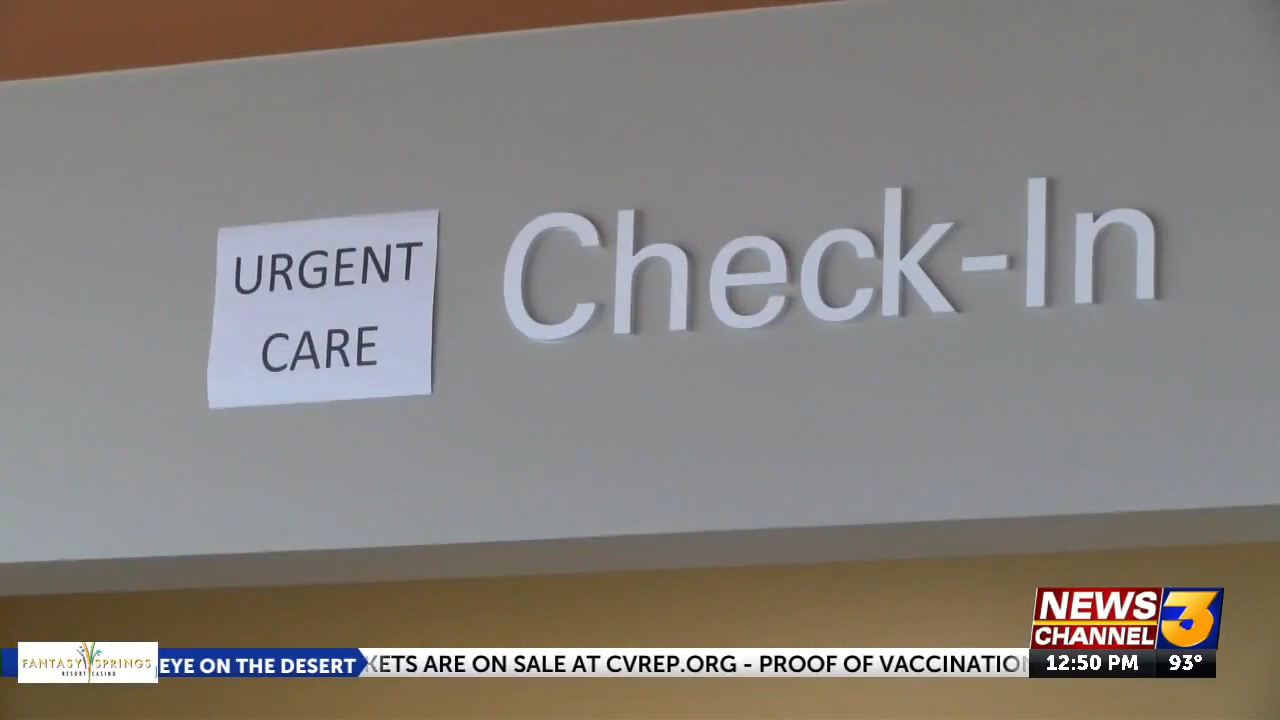 URGENT
CARE
Check-In
NEWS
CHANNEL 3
12:50 PM 93°
FANTASY SPRINGS
RESORT CASINO
EYE ON THE DESERT
KETS ARE ON SALE AT CVREP.ORG - PROOF OF VACCINATION